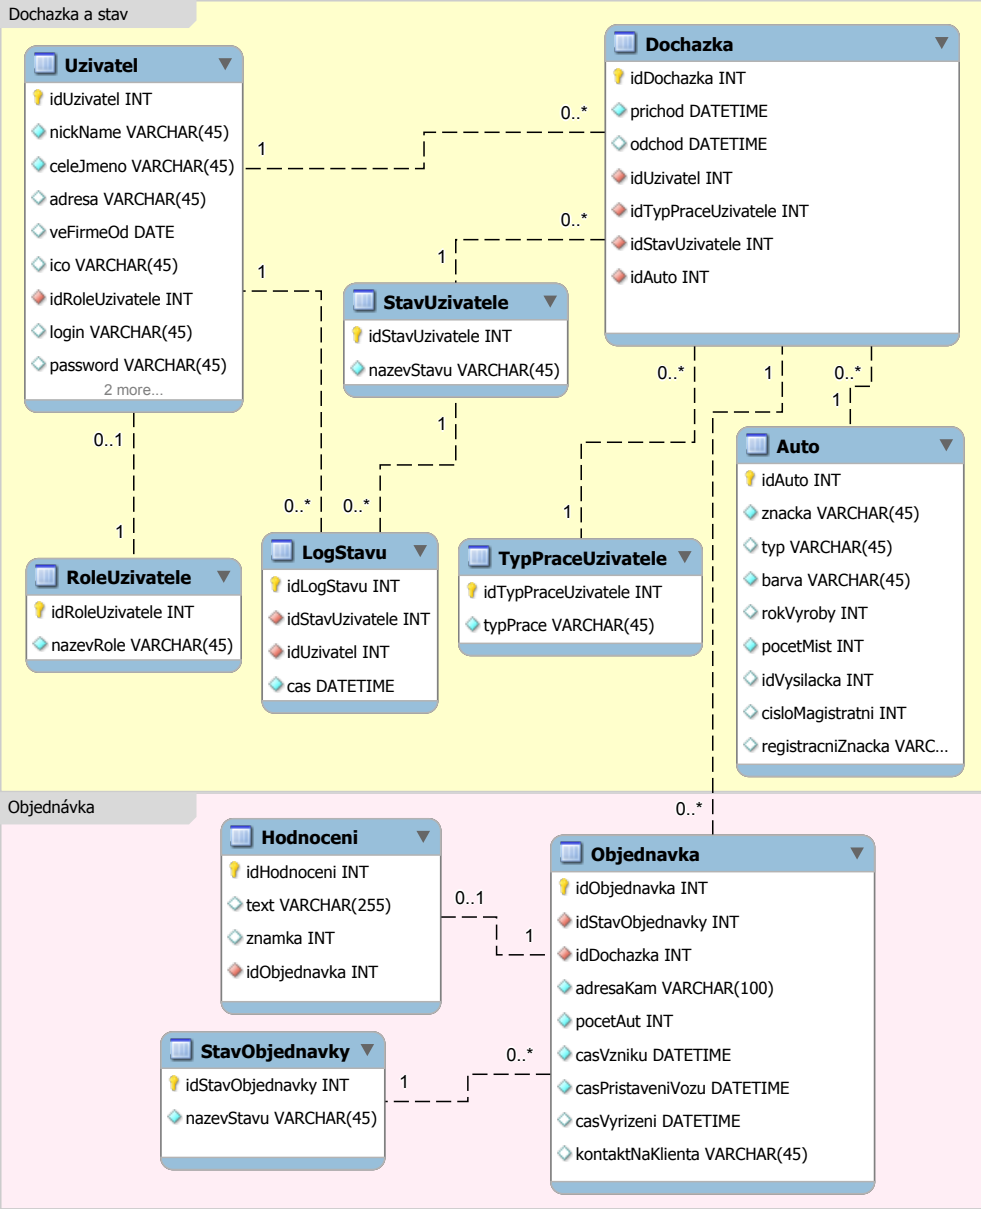 Dochazka a stav
Uzivatel
idUzivatel INT
nickName VARCHAR(45)
celeJmeno VARCHAR(45)
adresa VARCHAR(45)
veFirmeOd DATE
ico VARCHAR(45)
idRoleUzivatele INT
login VARCHAR(45)
password VARCHAR(45)
2 more...
1
0..*
Dochazka
idDochazka INT
prichod DATETIME
odchod DATETIME
idUzivatel INT
idTypPraceUzivatele INT
idStavUzivatele INT
idAuto INT
0..*
1
1
StavUzivatele
idStavUzivatele INT
nazevStavu VARCHAR(45)
0..*
1
0..*
1
0..1
1
1
0..*
0..*
1
RoleUzivatele
idRoleUzivatele INT
nazevRole VARCHAR(45)
LogStavu
idLogStavu INT
idStavUzivatele INT
idUzivatel INT
cas DATETIME
TypPraceUzivatele
idTypPraceUzivatele INT
typPrace VARCHAR(45)
Auto
idAuto INT
znacka VARCHAR(45)
typ VARCHAR(45)
barva VARCHAR(45)
rokVyroby INT
pocetMist INT
idVysilacka INT
cisloMagistratni INT
registracniZnacka VARC...
Objednávka
0..*
Hodnoceni
idHodnoceni INT
text VARCHAR(255)
znamka INT
idObjednavka INT
0..1
1
Objednavka
idObjednavka INT
idStavObjednavky INT
idDochazka INT
adresaKam VARCHAR(100)
pocetAut INT
casVzniku DATETIME
casPristaveniVozu DATETIME
casVyrizeni DATETIME
kontaktNaKlienta VARCHAR(45)
StavObjednavky
idStavObjednavky INT
nazevStavu VARCHAR(45)
1
0..*